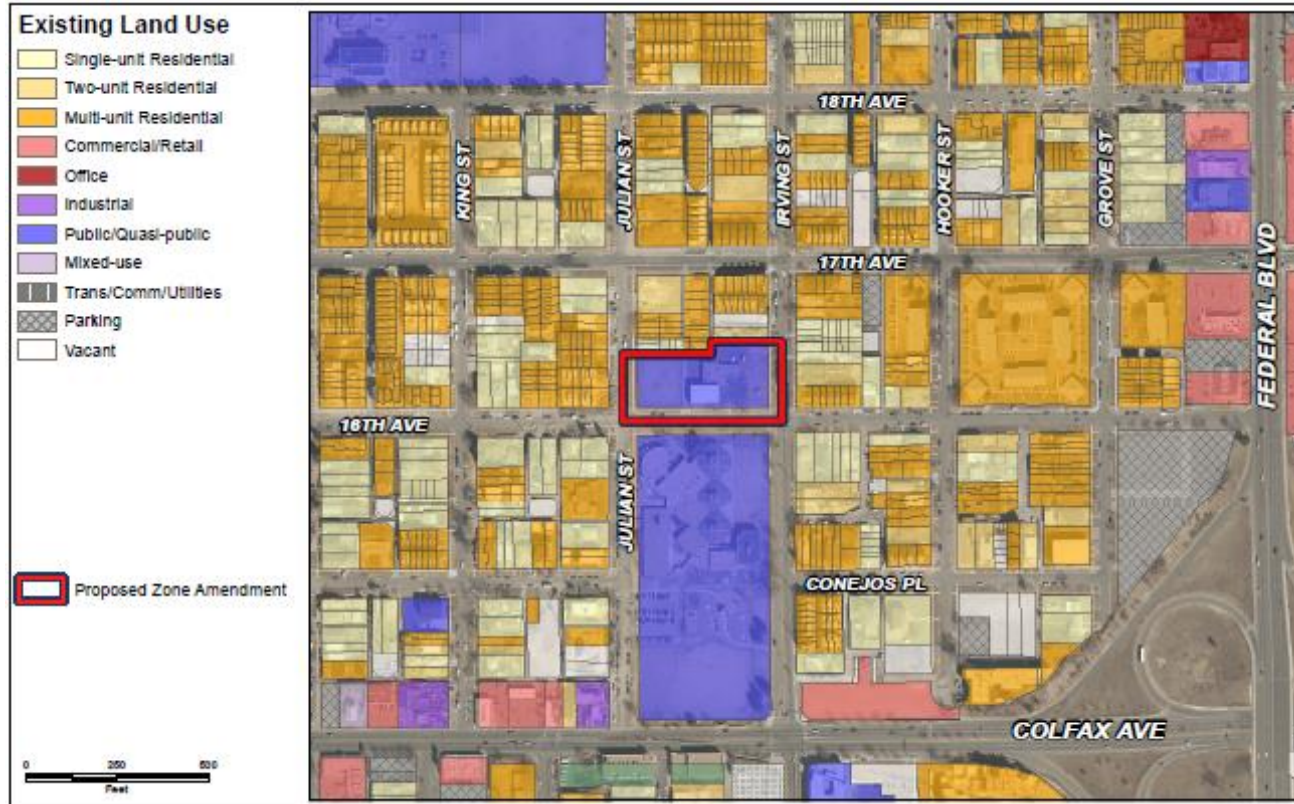 Existing Land Use
Single-unit Residential
Two-unit Residential
Multi-unit Residential
Commercial/Retail
Office
Industrial
Public/Quasi-public
Mixed-use
Trans/Comm/Utilities
Parking
Vacant
Proposed Zone Amendment
0 250 500
Feet
18TH AVE
KING ST
JULIAN ST
IRVING ST
HOOKER ST
GROVE ST
17TH AVE
FEDERAL BLVD
16TH AVE
JULIAN ST
CONEJOS PL
COLFAX AVE